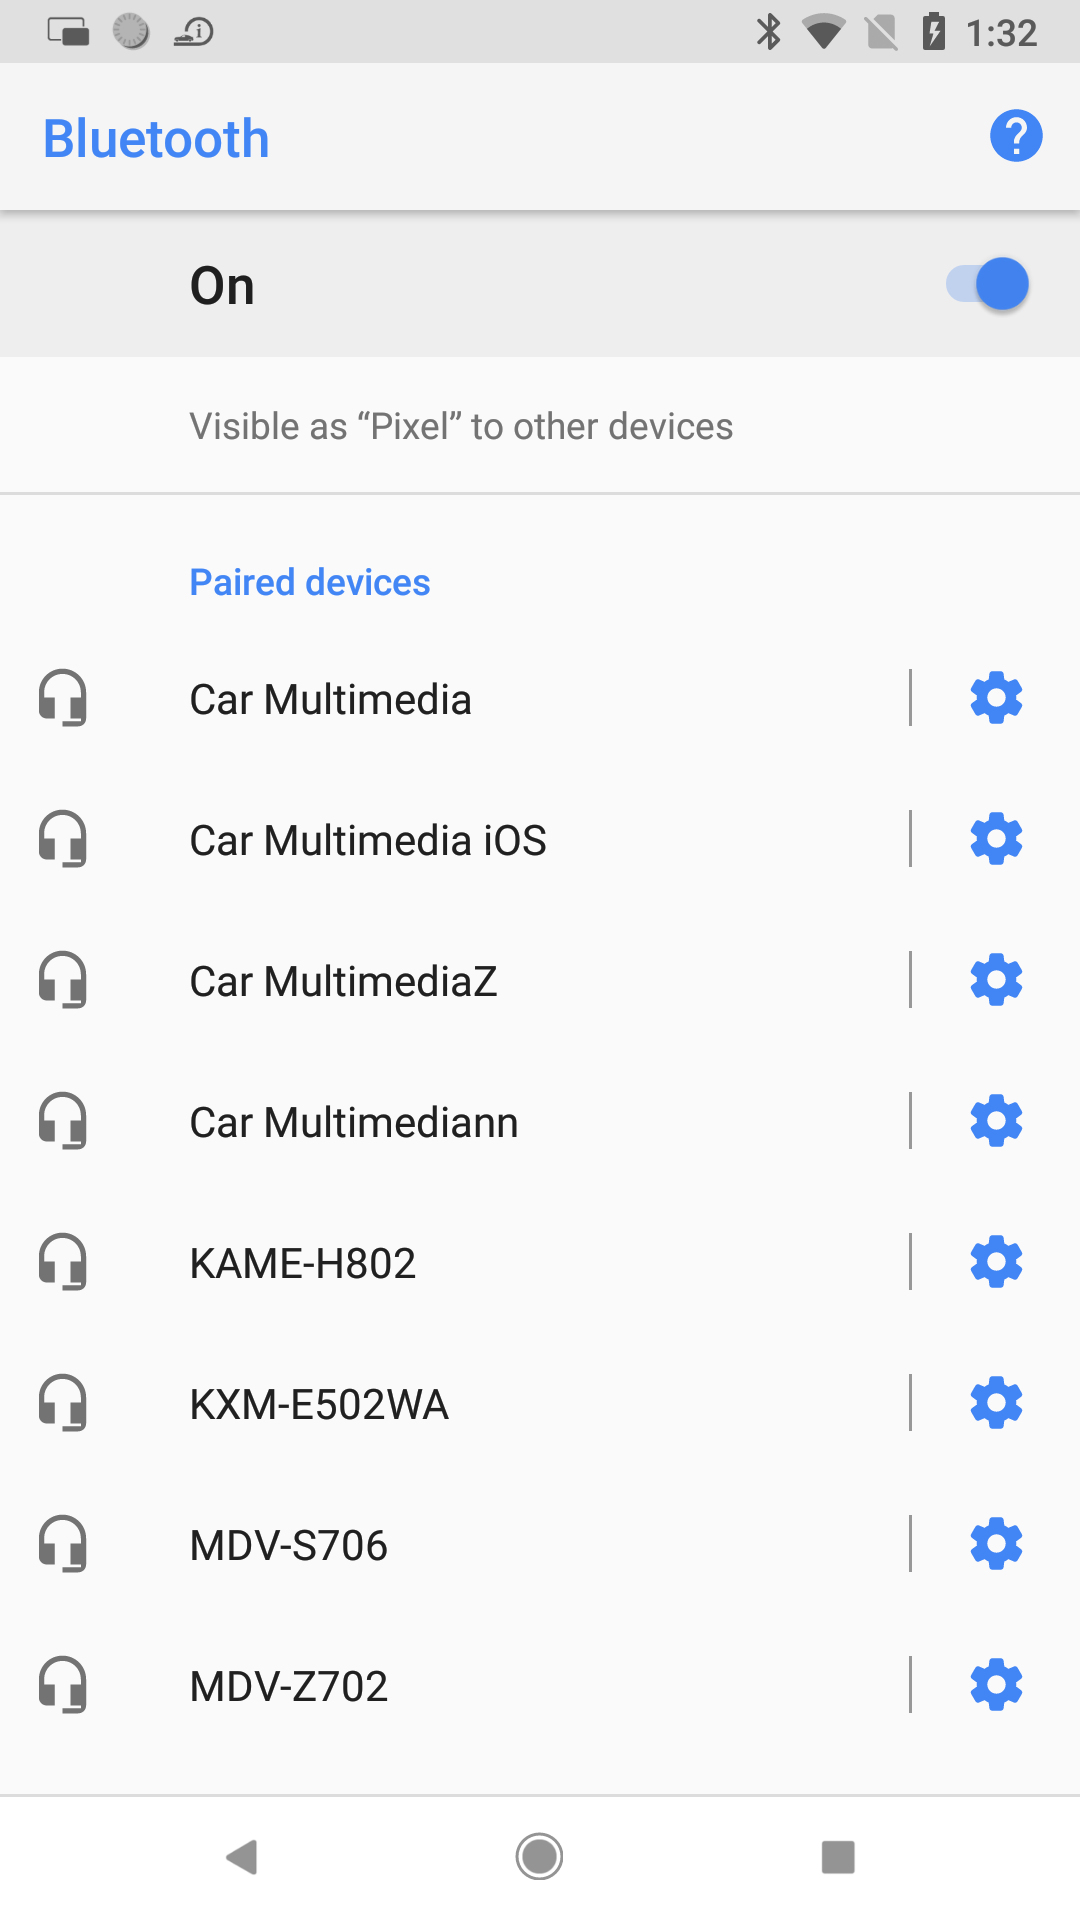 1:32
Bluetooth
On
Visible as “Pixel” to other devices
Paired devices
Car Multimedia
Car Multimedia iOS
Car MultimediaZ
Car Multimediann
KAME-H802
KXM-E502WA
MDV-S706
MDV-Z702